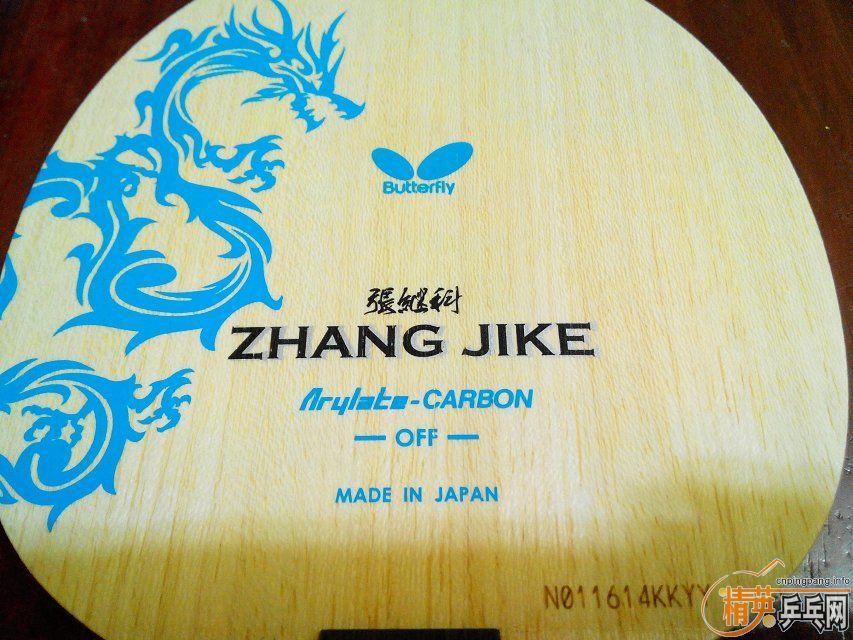 Butterfly
張継科
ZHANG JIKE
Arylate-CARBON
OFF
MADE IN JAPAN
N011614KKYY
cnpingpang.info
精英乒乓网